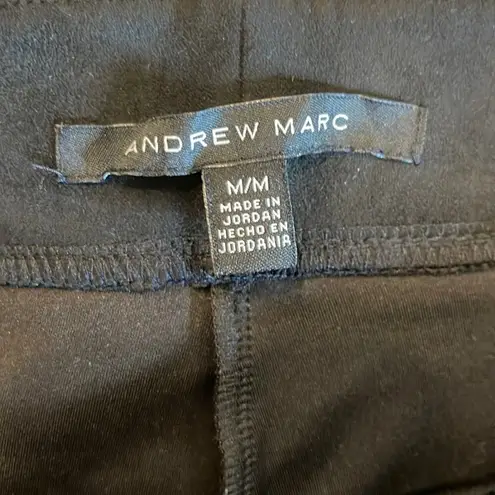 ANDREW MARC
M/M
MADE IN
JORDAN
HECHO EN
JORDANIA